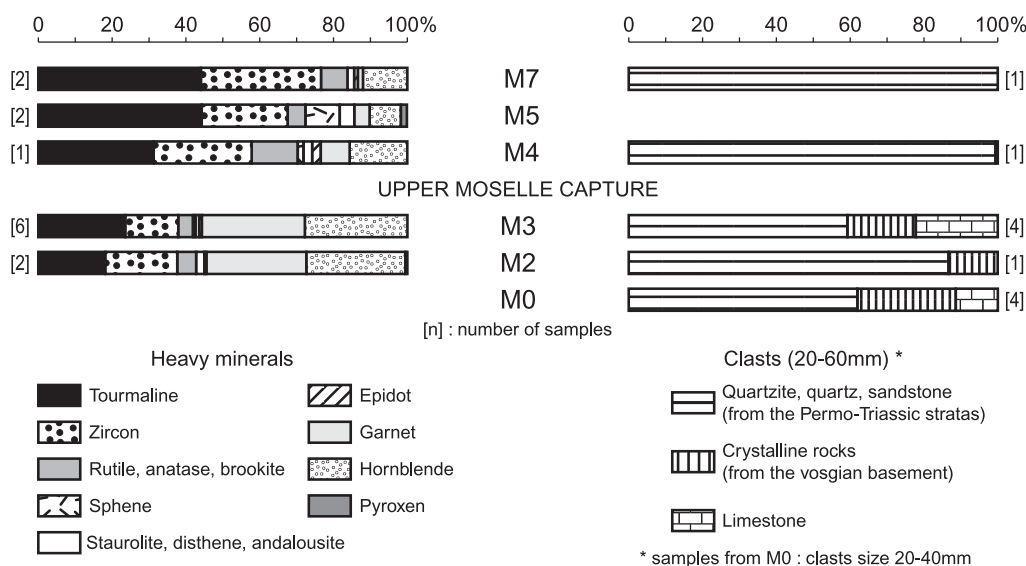 0 20 40 60 80 100% 0 20 40 60 80 100%
[2] M7 [1]
[2] M5
[1] M4 [1]
UPPER MOSELLE CAPTURE
[6] M3 [4]
[2] M2 [1]
M0 [4]
[n] : number of samples
Heavy minerals
Tourmaline
Zircon
Rutile, anatase, brookite
Sphene
Staurolite, disthene, andalousite
Epidot
Garnet
Hornblende
Pyroxen
Clasts (20-60mm) *
Quartzite, quartz, sandstone
(from the Permo-Triassic stratas)
Crystalline rocks
(from the vosgian basement)
Limestone
* samples from M0 : clasts size 20-40mm